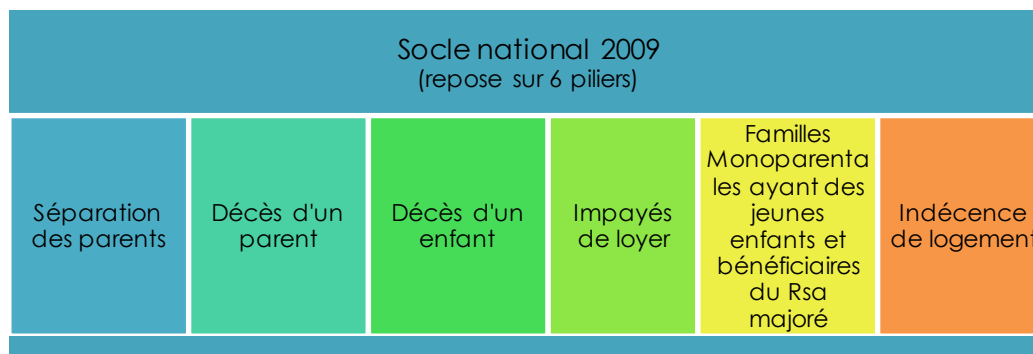 Socle national 2009
(repose sur 6 piliers)
Séparation
des parents
Décès d'un
parent
Décès d'un
enfant
Impayés
de loyer
Familles
Monoparenta
les ayant des
jeunes
enfants et
bénéficiaires
du Rsa
majoré
Indécence
de logement